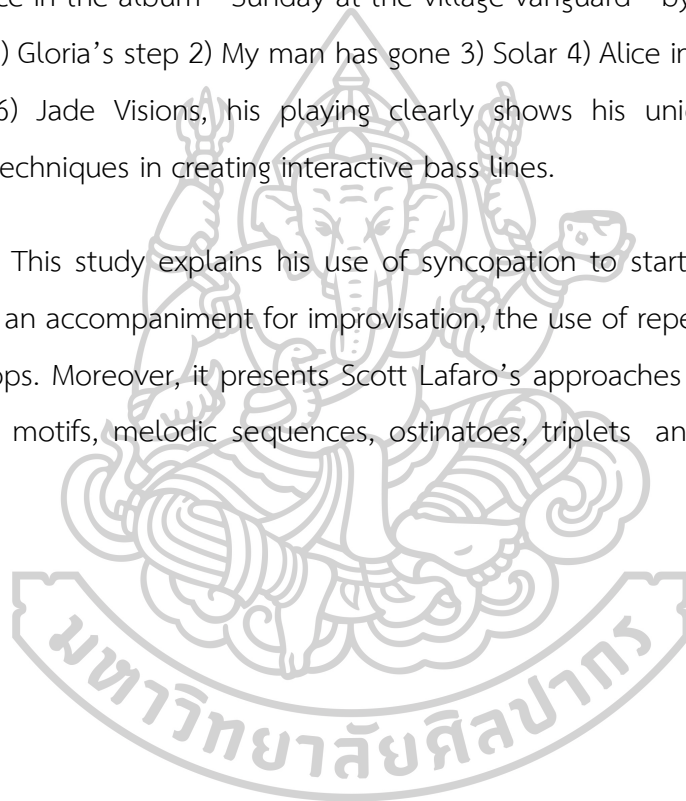 ce in the album " Sunday at the village vanguard " by
) Gloria's step 2) My man has gone 3) Solar 4) Alice in
6) Jade Visions, his playing clearly shows his uni
techniques in creating interactive bass lines.
This study explains his use of syncopation to start
an accompaniment for improvisation, the use of repe
ops. Moreover, it presents Scott Lafaro's approaches
motifs, melodic sequences, ostinatoes, triplets an
มหาวิทยาลัยศิลปากร